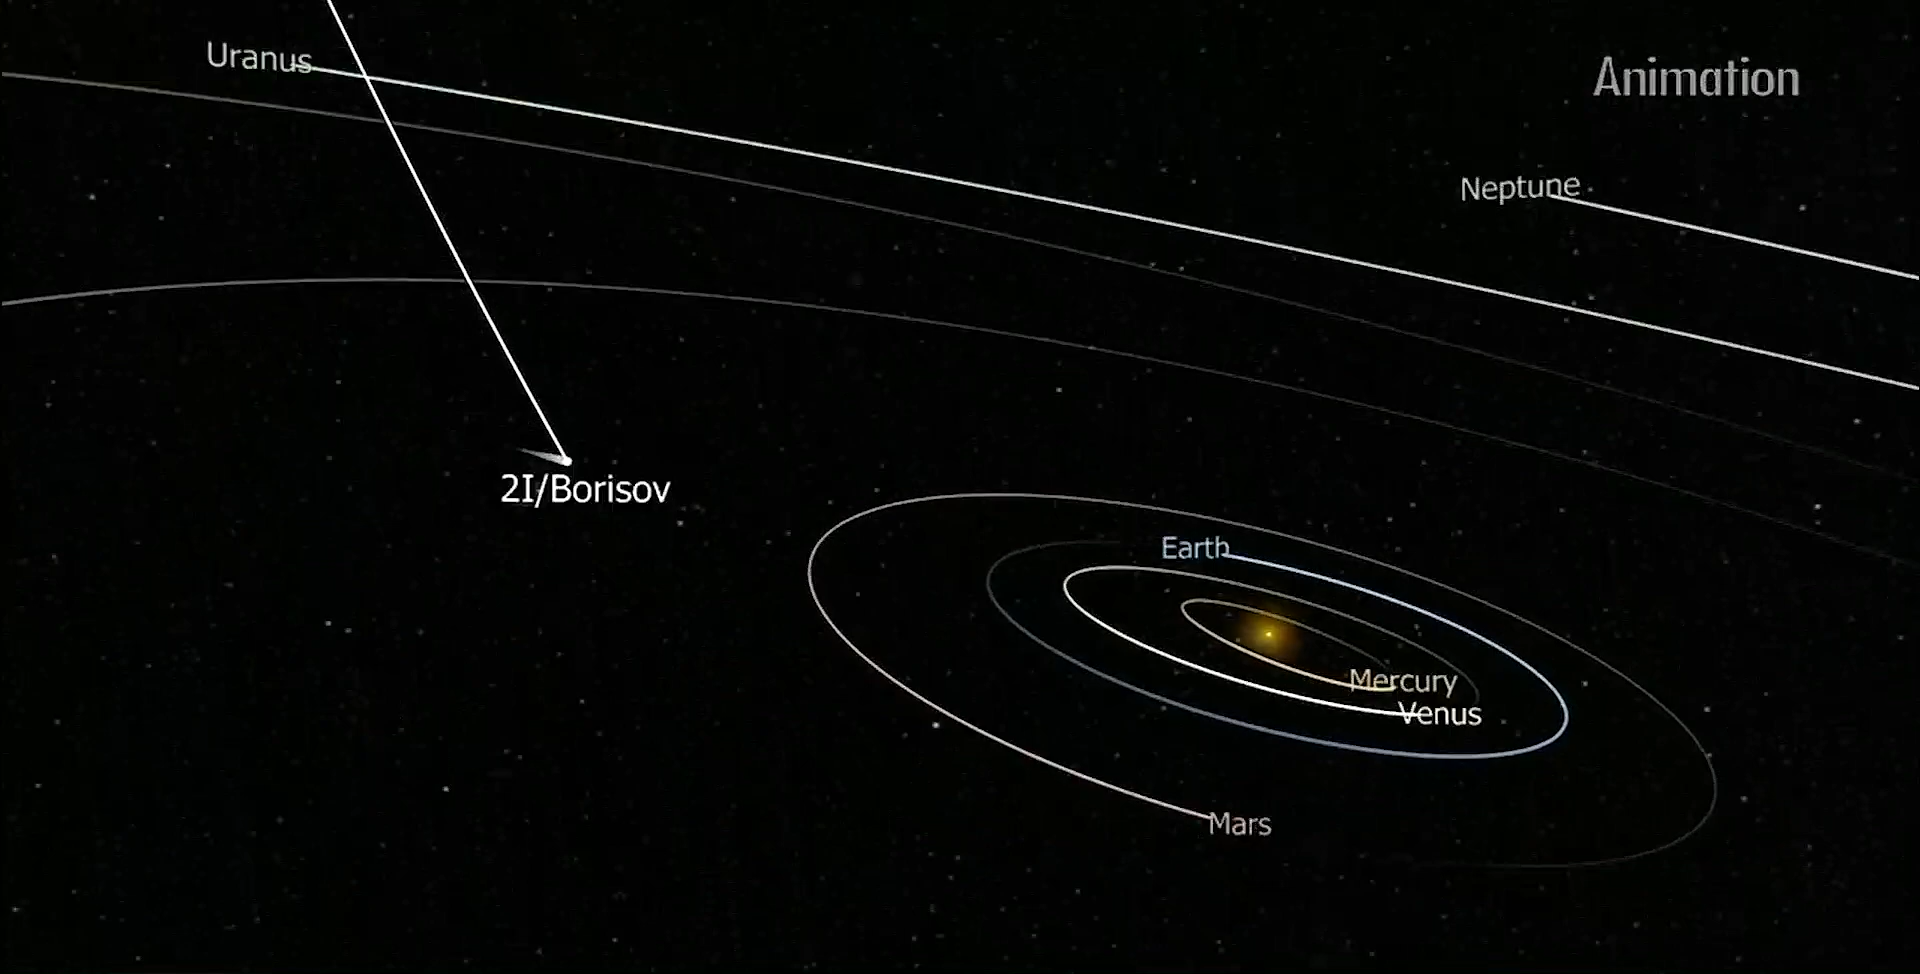 Uranus
Animation
Neptune
2I/Borisov
Earth
Mercury
Venus
Mars